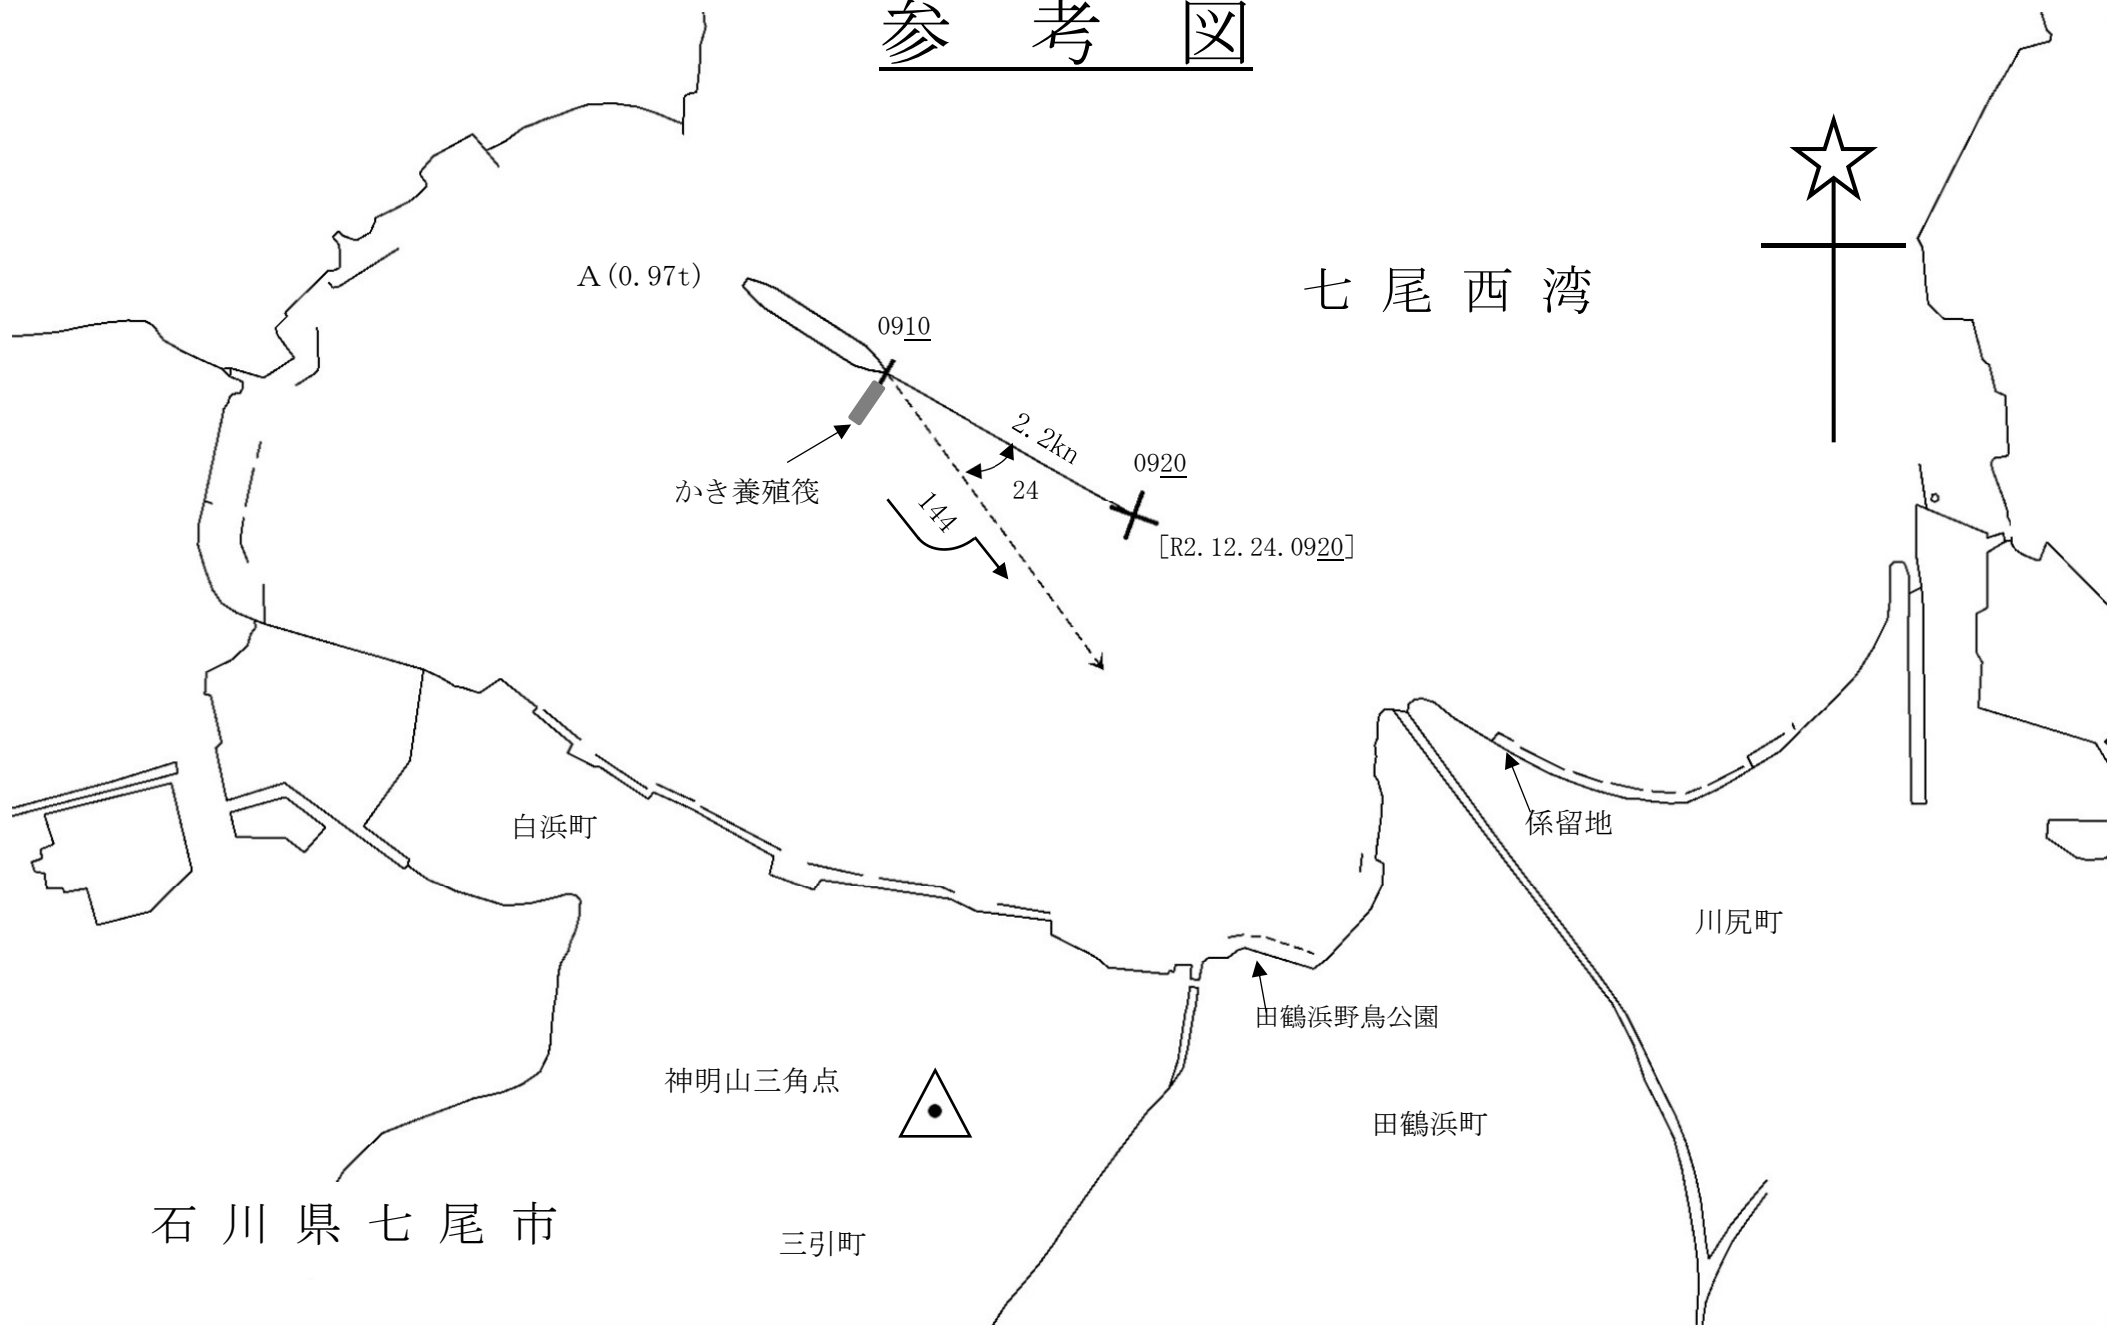 参考図
A(0.97t)
七尾西湾
0910
2.2kn
0920
かき養殖筏
24
144
[R2.12.24.0920]
白浜町
係留地
川尻町
田鶴浜野鳥公園
神明山三角点
田鶴浜町
石川県七尾市
三引町